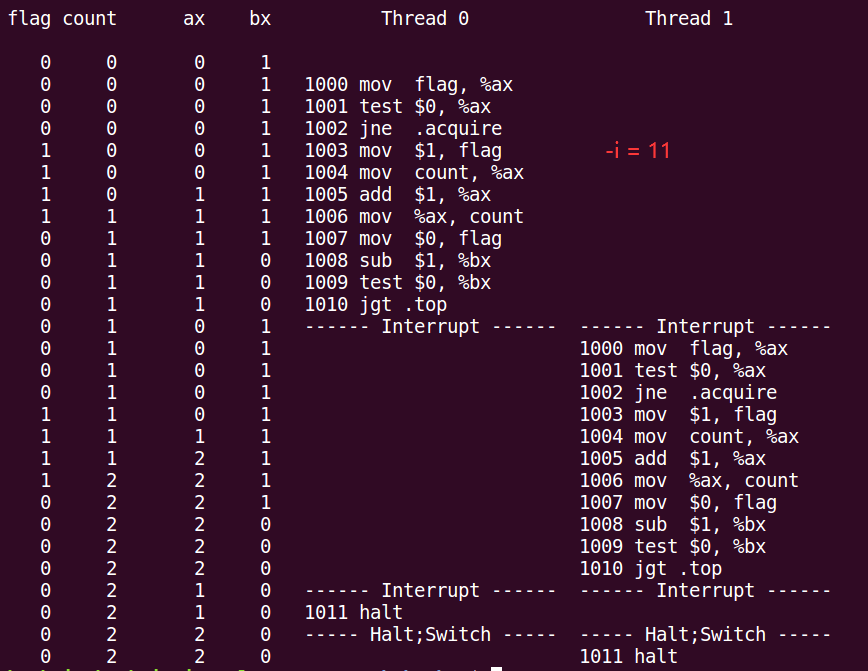 flag count      ax    bx          Thread 0                Thread 1
   0     0       0     1
   0     0       0     1   1000 mov  flag, %ax
   0     0       0     1   1001 test $0, %ax
   0     0       0     1   1002 jne  .acquire
   1     0       0     1   1003 mov  $1, flag          -i = 11
   1     0       0     1   1004 mov  count, %ax
   1     0       1     1   1005 add  $1, %ax
   1     1       1     1   1006 mov  %ax, count
   0     1       1     1   1007 mov  $0, flag
   0     1       1     0   1008 sub  $1, %bx
   0     1       1     0   1009 test $0, %bx
   0     1       1     0   1010 jgt .top
   0     1       0     1   ------ Interrupt ------  ------ Interrupt ------
   0     1       0     1                            1000 mov  flag, %ax
   0     1       0     1                            1001 test $0, %ax
   0     1       0     1                            1002 jne  .acquire
   1     1       0     1                            1003 mov  $1, flag
   1     1       1     1                            1004 mov  count, %ax
   1     1       2     1                            1005 add  $1, %ax
   1     2       2     1                            1006 mov  %ax, count
   0     2       2     1                            1007 mov  $0, flag
   0     2       2     0                            1008 sub  $1, %bx
   0     2       2     0                            1009 test $0, %bx
   0     2       2     0                            1010 jgt .top
   0     2       1     0   ------ Interrupt ------  ------ Interrupt ------
   0     2       1     0   1011 halt
   0     2       2     0   ----- Halt;Switch -----  ----- Halt;Switch -----
   0     2       2     0                            1011 halt